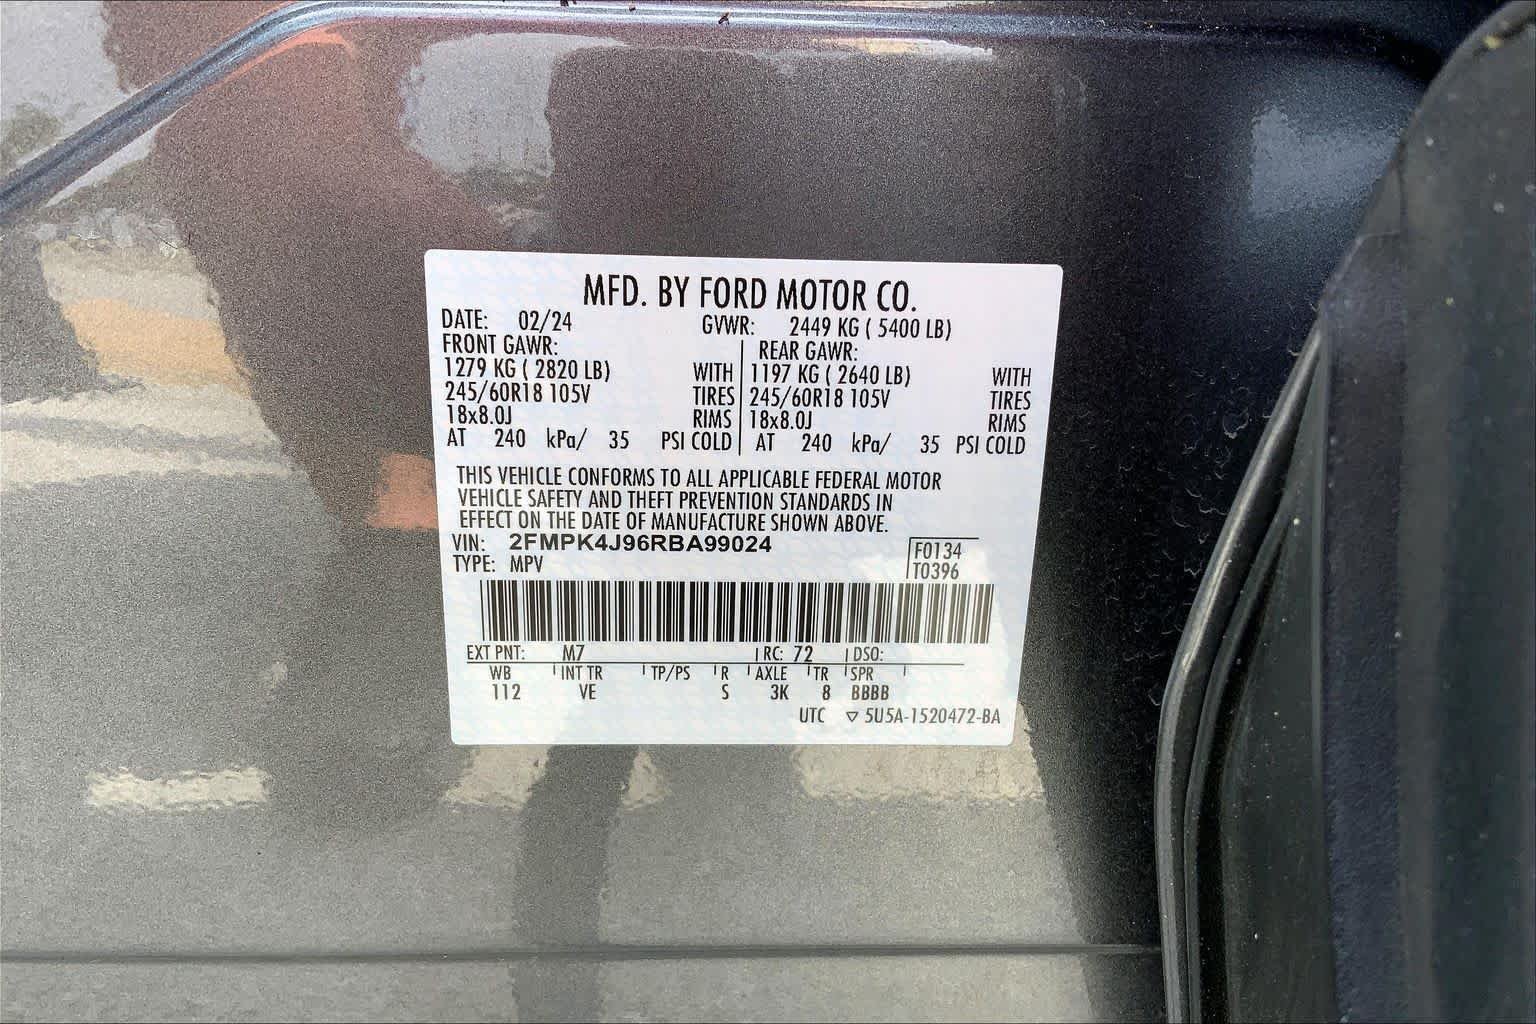 MFD. BY FORD MOTOR CO.
DATE: 02/24 GVWR: 2449 KG ( 5400 LB)
FRONT GAWR: REAR GAWR:
1279 KG ( 2820 LB) WITH 1197 KG ( 2640 LB) WITH
245/60R18 105V TIRES 245/60R18 105V TIRES
18x8.0J RIMS 18x8.0J RIMS
AT 240 kPa/ 35 PSI COLD AT 240 kPa/ 35 PSI COLD
THIS VEHICLE CONFORMS TO ALL APPLICABLE FEDERAL MOTOR
VEHICLE SAFETY AND THEFT PREVENTION STANDARDS IN
EFFECT ON THE DATE OF MANUFACTURE SHOWN ABOVE.
VIN: 2FMPK4J96RBA99024 F0134
TYPE: MPV T0396
EXT PNT: M7 RC: 72 DSO:
WB INT TR TP/PS R AXLE TR SPR
112 VE S 3K 8 BBBB
UTC ▽ 5U5A-1520472-BA